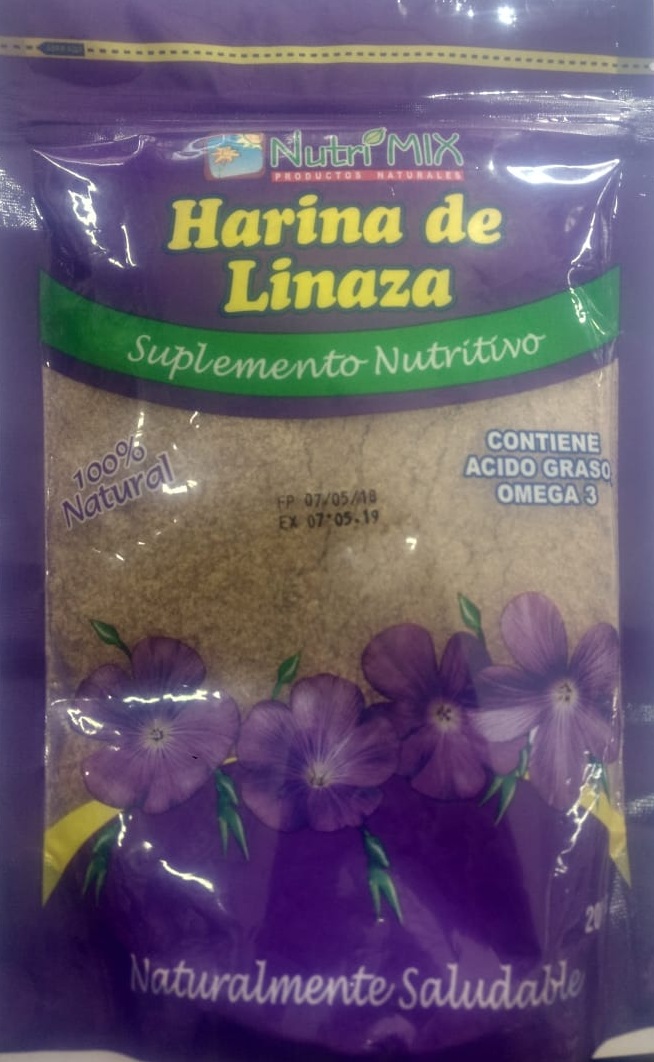 Nutri MIX
PRODUCTOS NATURALES
Harina de
Linaza
Suplemento Nutritivo
100%
Natural
CONTIENE
ACIDO GRASO
OMEGA 3
FP 07/05/18
EX 07*05.19
Naturalmente Saludable